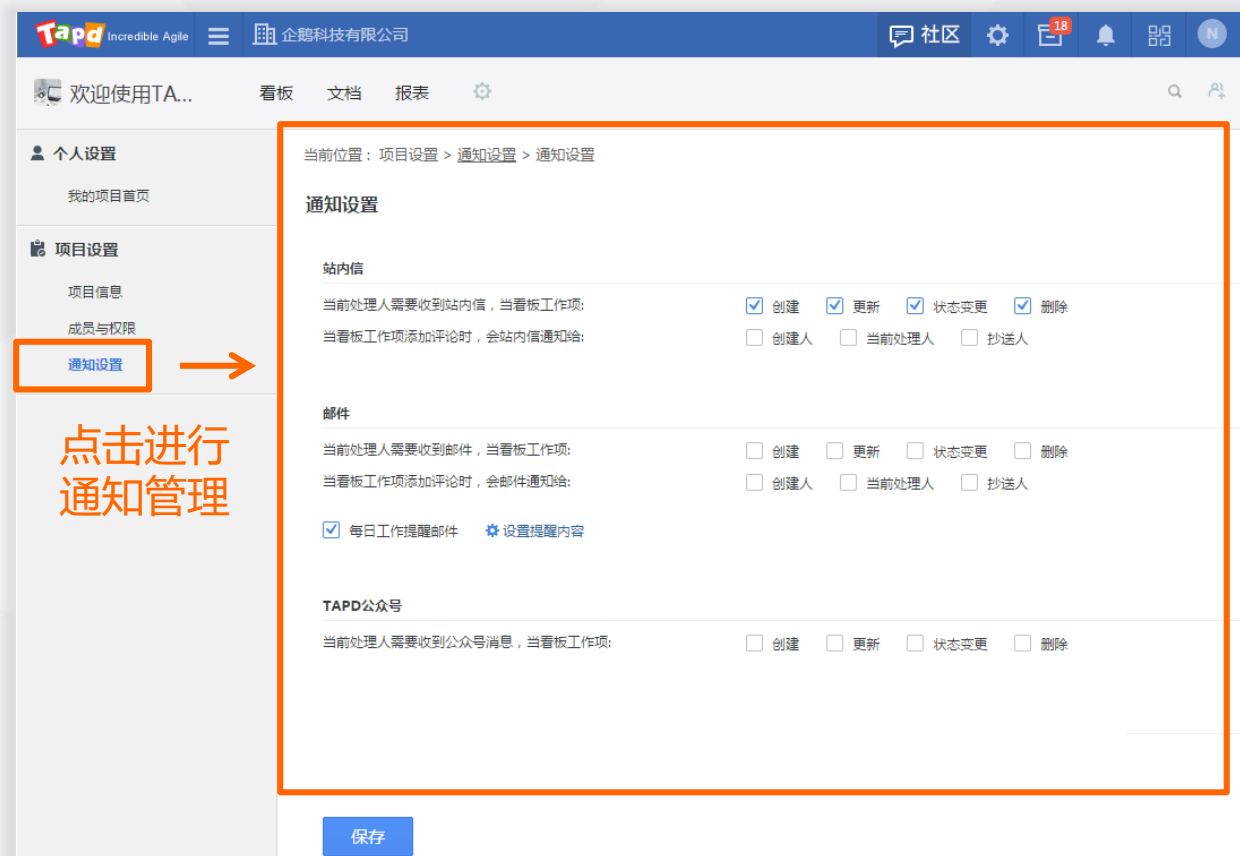 Tapd Incredible Agile 企鹅科技有限公司 社区 18 N
欢迎使用TA... 看板 文档 报表
个人设置
我的项目首页
项目设置
项目信息
成员与权限
通知设置
点击进行
通知管理
当前位置：项目设置 > 通知设置 > 通知设置
通知设置
站内信
当前处理人需要收到站内信，当看板工作项: 创建 更新 状态变更 删除
当看板工作项添加评论时，会站内信通知给: 创建人 当前处理人 抄送人
邮件
当前处理人需要收到邮件，当看板工作项: 创建 更新 状态变更 删除
当看板工作项添加评论时，会邮件通知给: 创建人 当前处理人 抄送人
每日工作提醒邮件 设置提醒内容
TAPD公众号
当前处理人需要收到公众号消息，当看板工作项: 创建 更新 状态变更 删除
保存